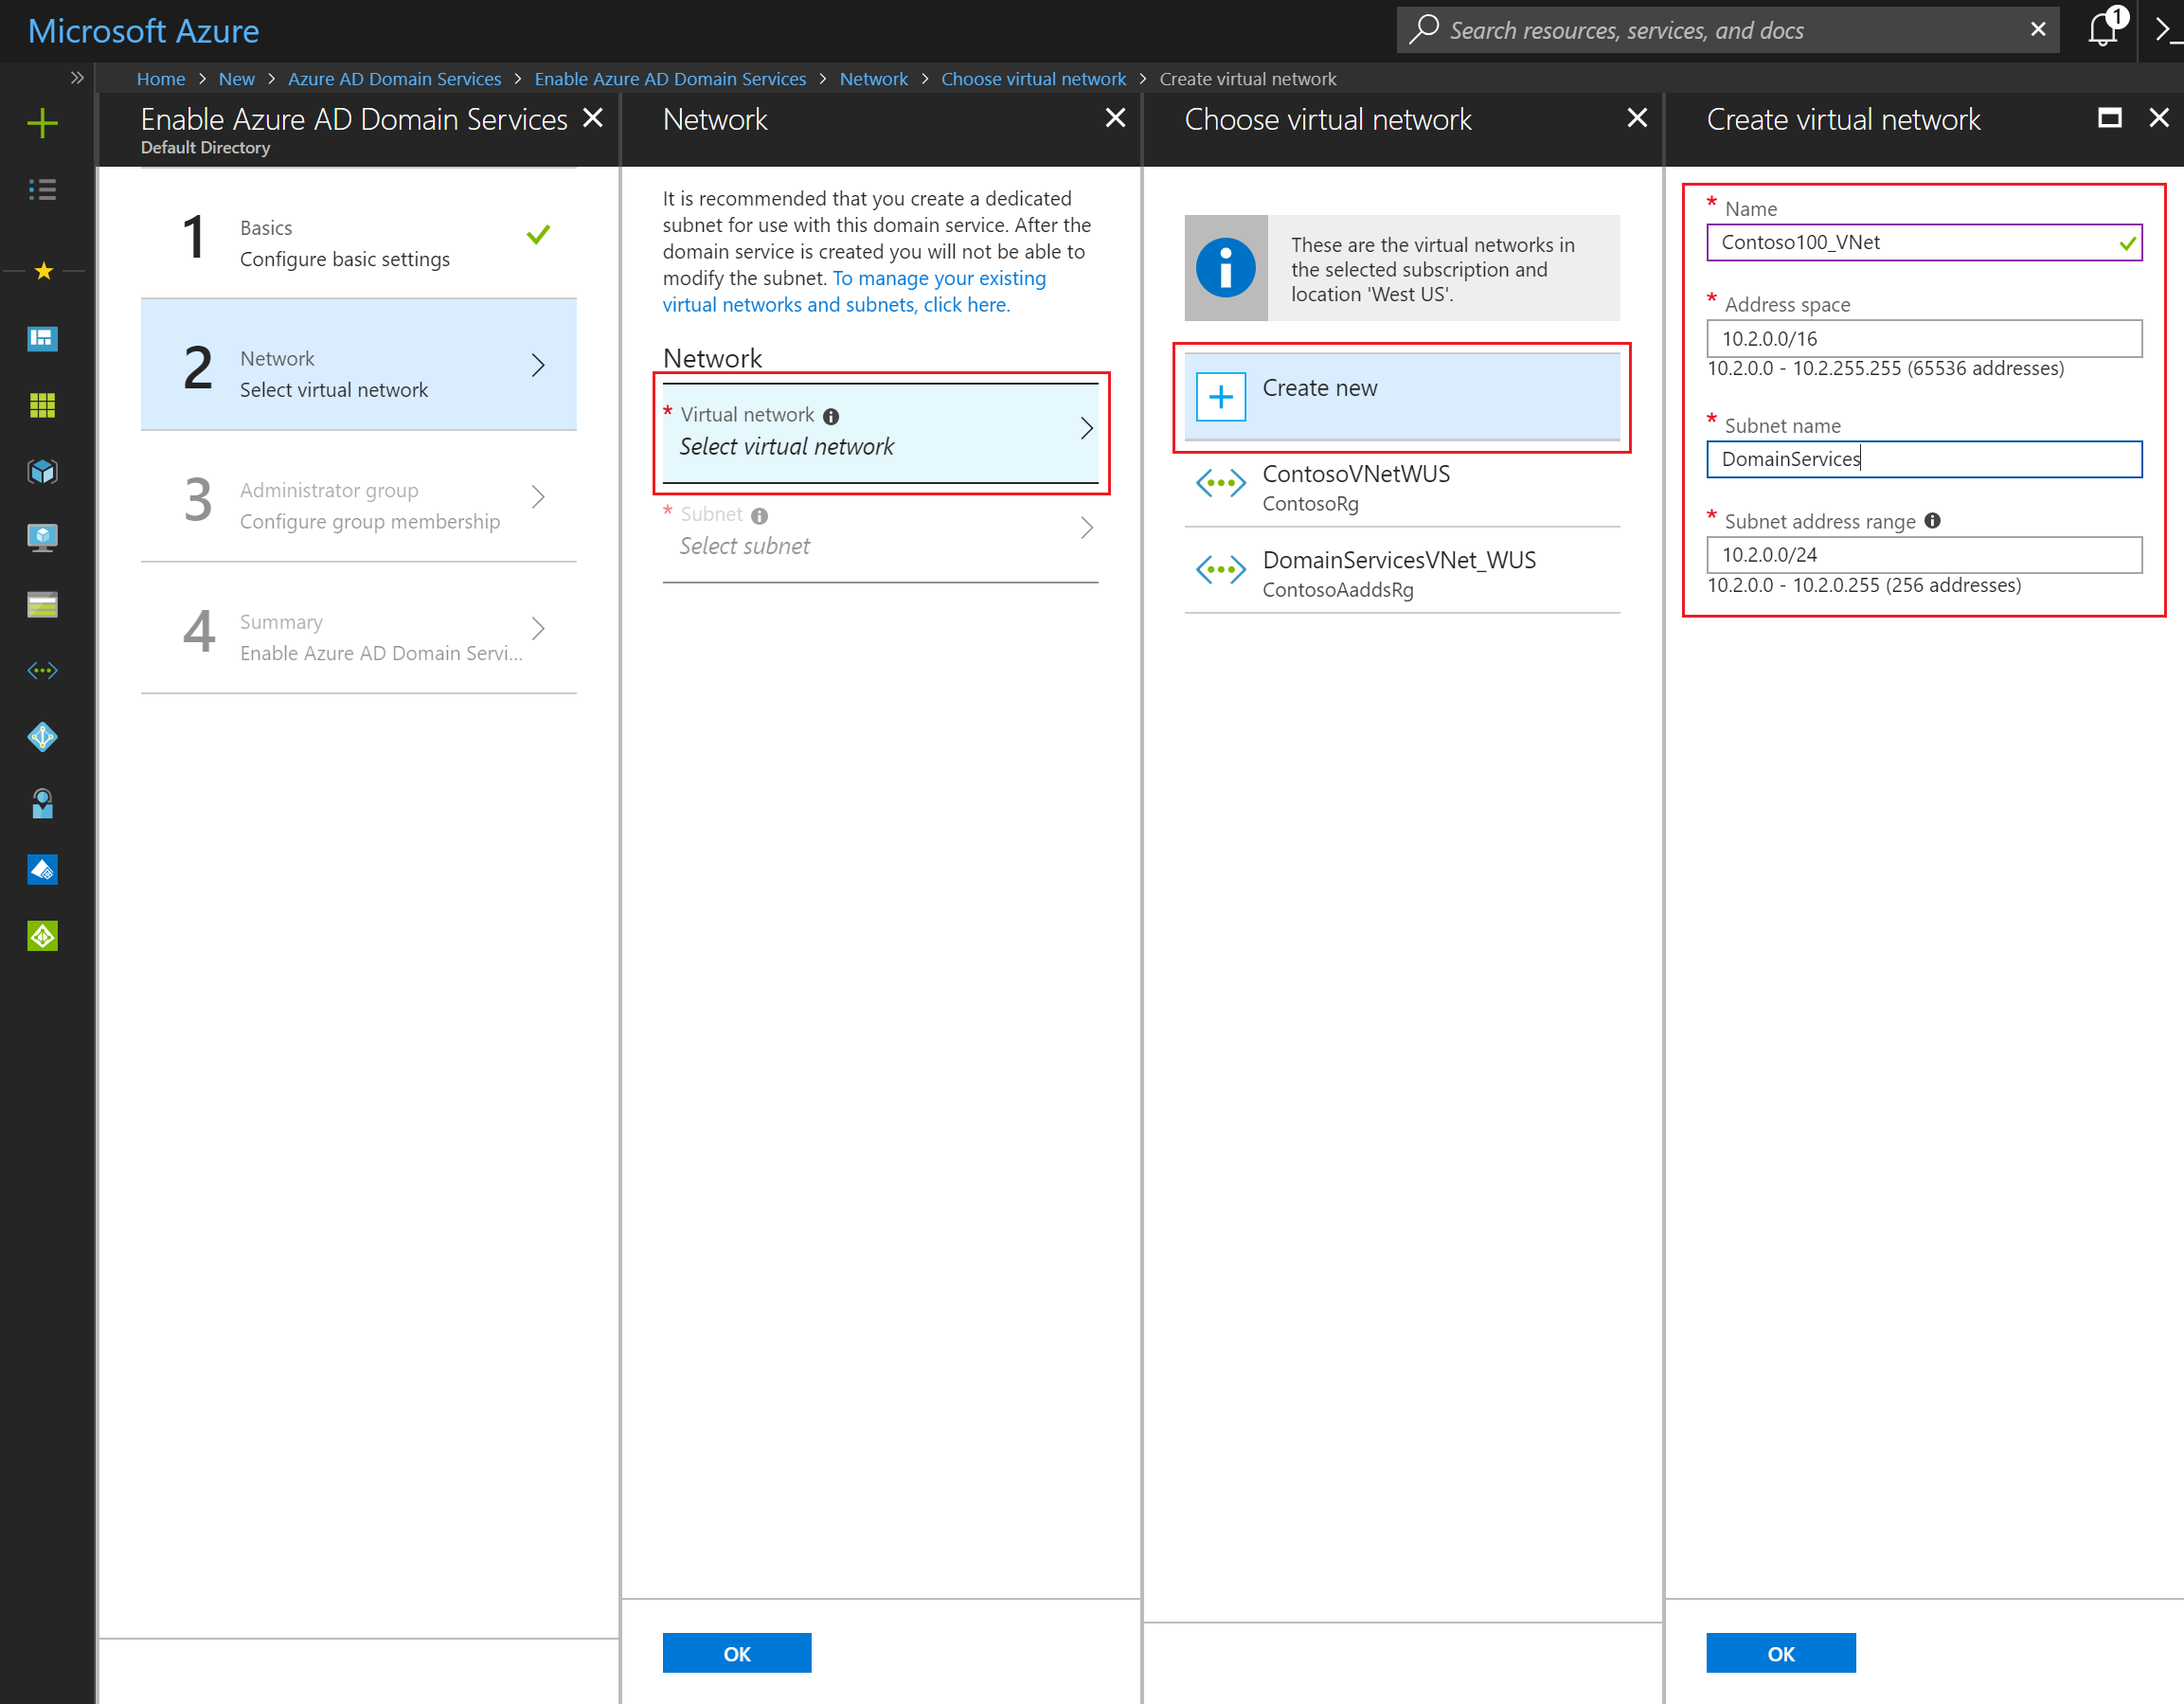 Microsoft Azure
Search resources, services, and docs
1
Home > New > Azure AD Domain Services > Enable Azure AD Domain Services > Network > Choose virtual network > Create virtual network
Enable Azure AD Domain Services
Default Directory
1
Basics
Configure basic settings
2
Network
Select virtual network
3
Administrator group
Configure group membership
4
Summary
Enable Azure AD Domain Servi...
Network
It is recommended that you create a dedicated
subnet for use with this domain service. After the
domain service is created you will not be able to
modify the subnet. To manage your existing
virtual networks and subnets, click here.
Network
* Virtual network
Select virtual network
* Subnet
Select subnet
OK
Choose virtual network
These are the virtual networks in
the selected subscription and
location 'West US'.
Create new
ContosoVNetWUS
ContosoRg
DomainServicesVNet_WUS
ContosoAaddsRg
Create virtual network
* Name
Contoso100_VNet
* Address space
10.2.0.0/16
10.2.0.0 - 10.2.255.255 (65536 addresses)
* Subnet name
DomainServices
* Subnet address range
10.2.0.0/24
10.2.0.0 - 10.2.0.255 (256 addresses)
OK